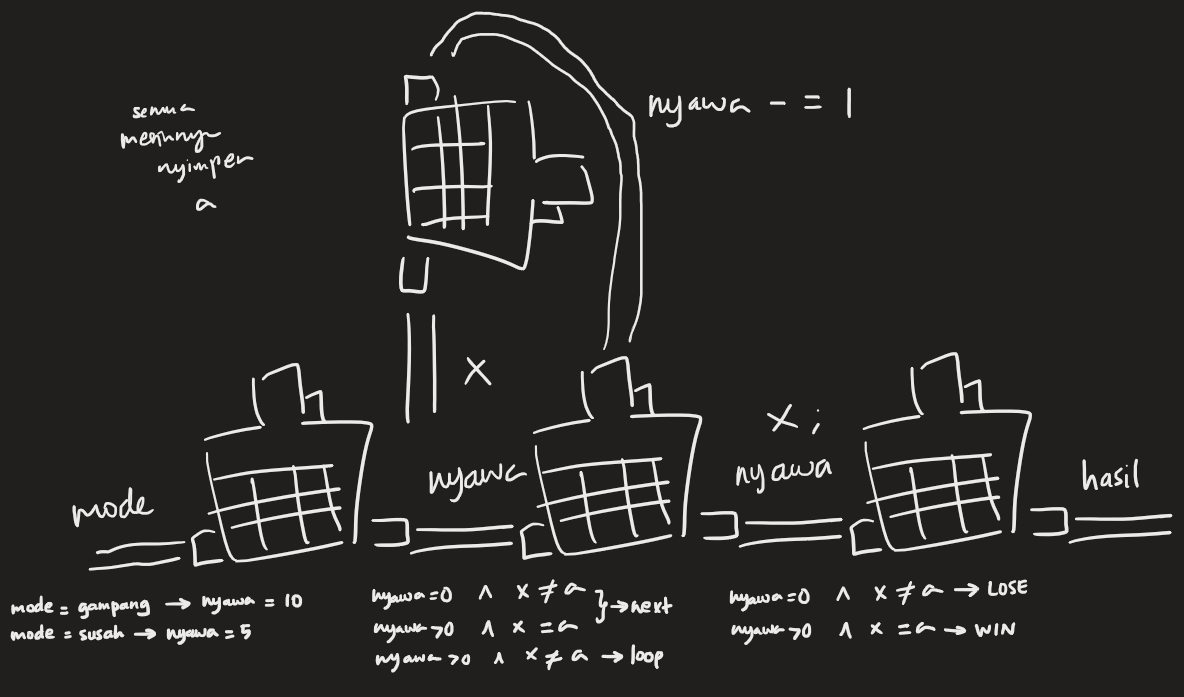 semua
mesinnya
nyimpen
a
nyawa -= 1
x
x;
mode
nyawa
nyawa
hasil
mode = gampang → nyawa = 10
mode = susah → nyawa = 5
nyawa=0 ∧ x ≠ a
nyawa>0 ∧ x = a
} → next
nyawa>0 ∧ x ≠ a → loop
nyawa=0 ∧ x ≠ a → LOSE
nyawa>0 ∧ x = a → WIN